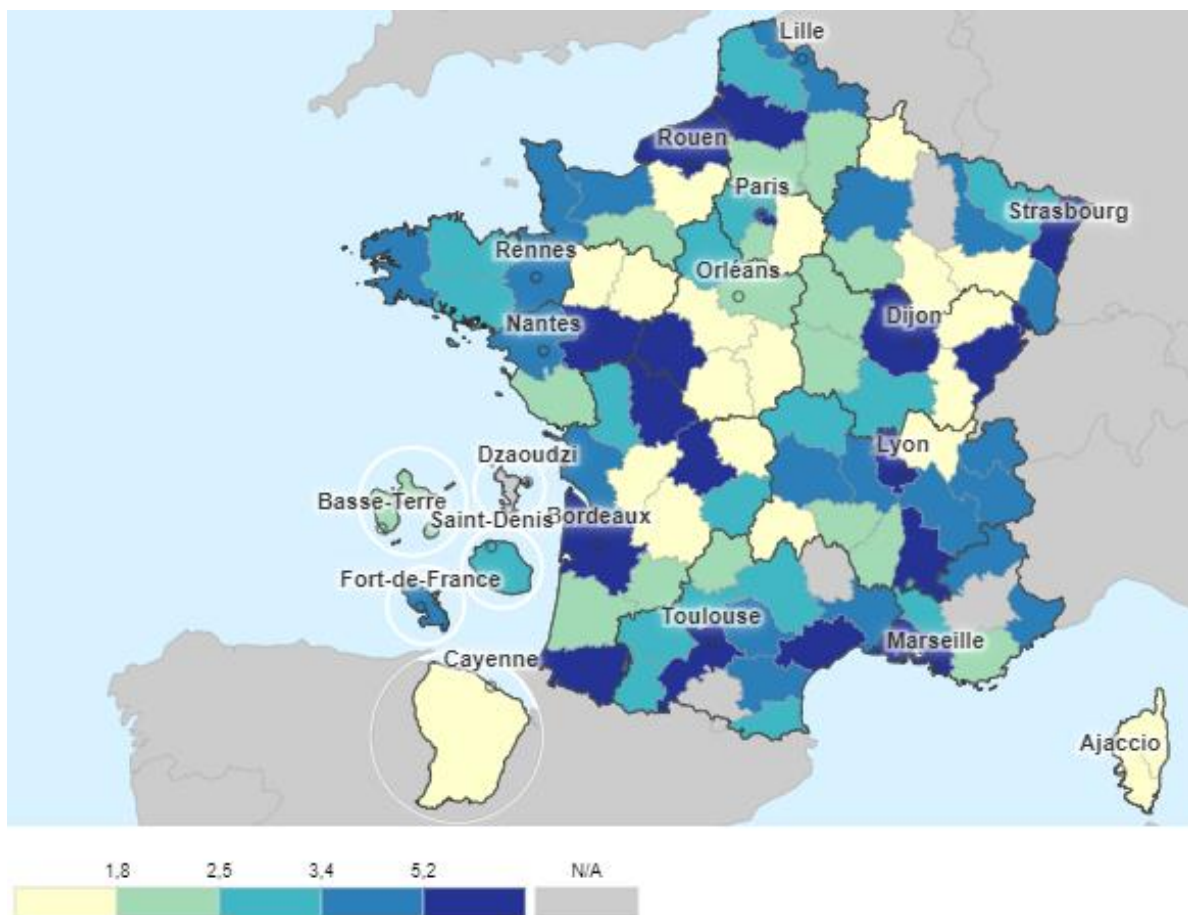 Lille
Rouen
Paris
Strasbourg
Rennes
Orléans
Nantes
Dijon
Lyon
Dzaoudzi
Basse-Terre
Saint-Denis
Bordeaux
Fort-de-France
Toulouse
Marseille
Cayenne
Ajaccio
1,8 2,5 3,4 5,2 N/A